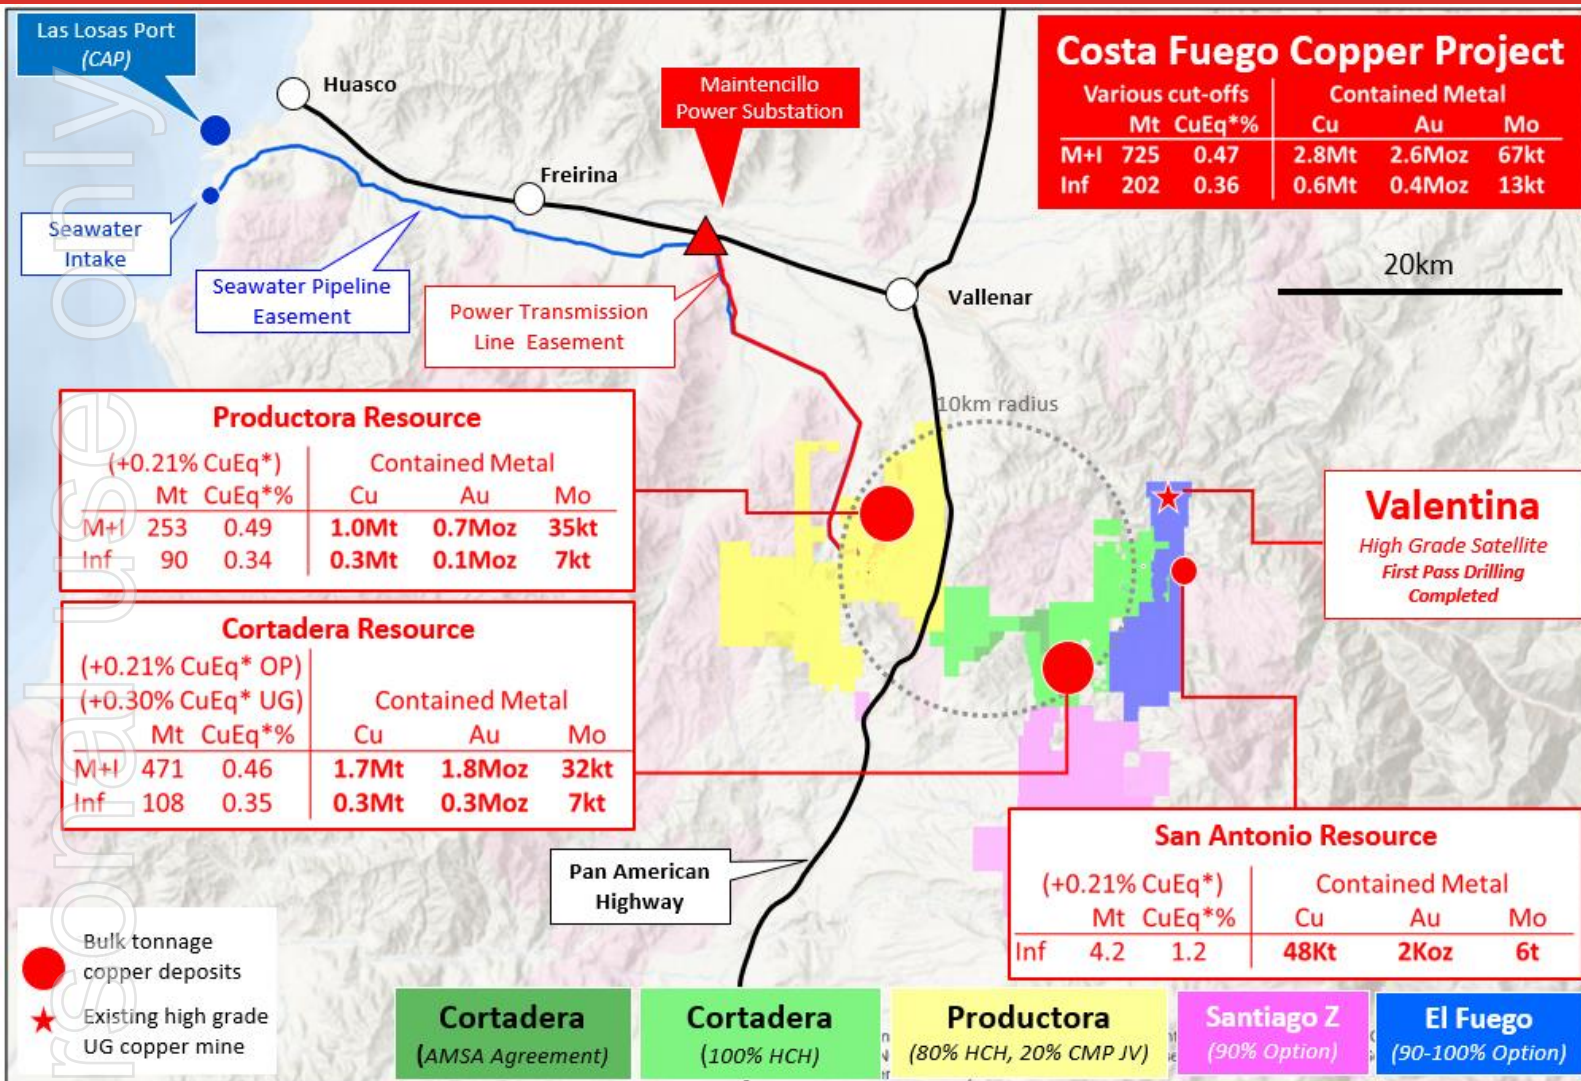 Las Losas Port
(CAP)
Huasco
Maintencillo
Power Substation
Costa Fuego Copper Project
Various cut-offs Contained Metal
Mt CuEq*% Cu Au Mo
M+I 725 0.47 2.8Mt 2.6Moz 67kt
Inf 202 0.36 0.6Mt 0.4Moz 13kt
Freirina
Seawater
Intake
Seawater Pipeline
Easement
Power Transmission
Line Easement
Vallenar
20km
10km radius
Productora Resource
(+0.21% CuEq*) Contained Metal
Mt CuEq*% Cu Au Mo
M+I 253 0.49 1.0Mt 0.7Moz 35kt
Inf 90 0.34 0.3Mt 0.1Moz 7kt
Valentina
High Grade Satellite
First Pass Drilling
Completed
Cortadera Resource
(+0.21% CuEq* OP)
(+0.30% CuEq* UG) Contained Metal
Mt CuEq*% Cu Au Mo
M+I 471 0.46 1.7Mt 1.8Moz 32kt
Inf 108 0.35 0.3Mt 0.3Moz 7kt
San Antonio Resource
(+0.21% CuEq*) Contained Metal
Mt CuEq*% Cu Au Mo
Inf 4.2 1.2 48Kt 2Koz 6t
Pan American
Highway
Bulk tonnage
copper deposits
Existing high grade
UG copper mine
Cortadera
(AMSA Agreement)
Cortadera
(100% HCH)
Productora
(80% HCH, 20% CMP JV)
Santiago Z
(90% Option)
El Fuego
(90-100% Option)
rsonal use only